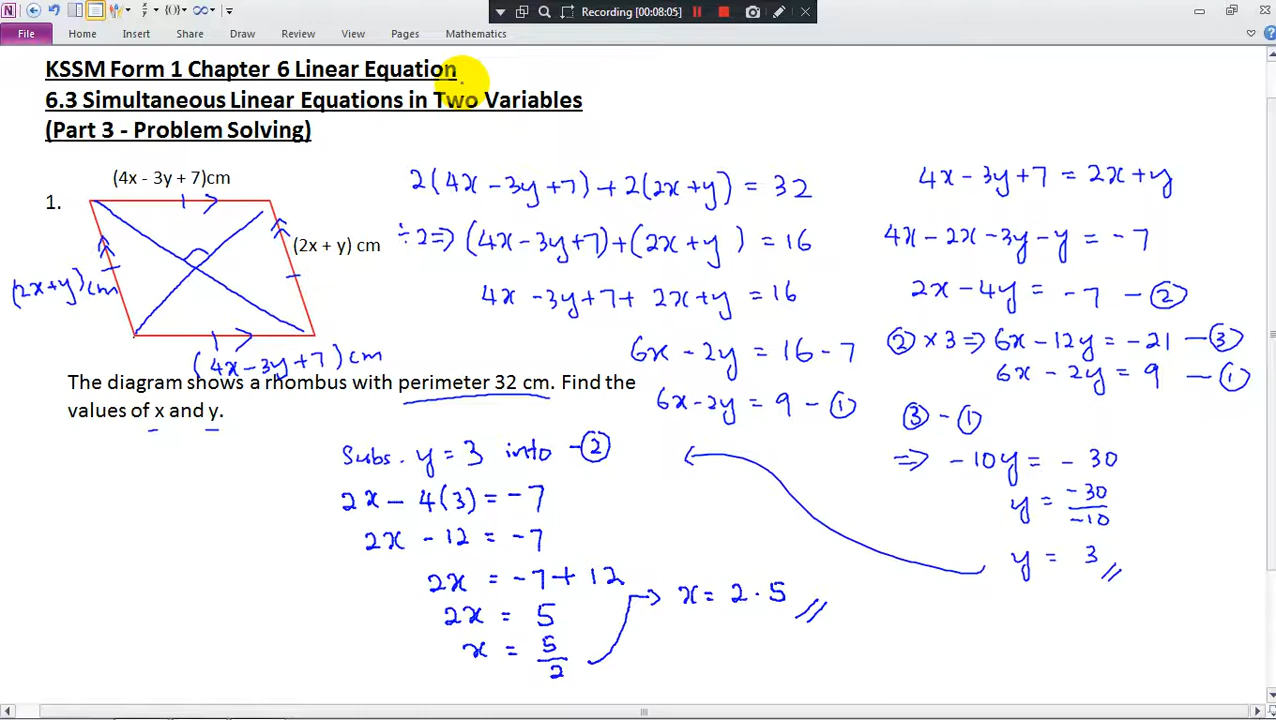 Recording [00:08:05]
File Home Insert Share Draw Review View Pages Mathematics
KSSM Form 1 Chapter 6 Linear Equation
6.3 Simultaneous Linear Equations in Two Variables
(Part 3 - Problem Solving)
(4x - 3y + 7)cm
1.
(2x + y) cm
(2x+y)cm
(4x-3y+7)cm
The diagram shows a rhombus with perimeter 32 cm. Find the
values of x and y.
2(4x-3y+7)+2(2x+y) = 32
÷2⇒ (4x-3y+7)+(2x+y) = 16
4x-3y+7+2x+y = 16
6x-2y = 16-7
6x-2y = 9 - ①
4x-3y+7 = 2x+y
4x-2x-3y-y = -7
2x-4y = -7 - ②
② ×3⇒ 6x-12y = -21 - ③
6x-2y = 9 - ①
③ - ①
⇒ -10y = -30
y = -30/-10
y = 3 //
Subs. y = 3 into - ②
2x - 4(3) = -7
2x - 12 = -7
2x = -7+12
2x = 5
x = 5/2
→ x = 2.5 //